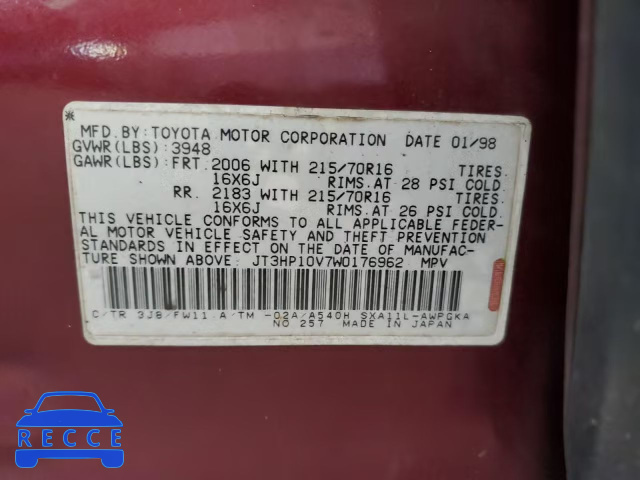 MFD. BY: TOYOTA MOTOR CORPORATION DATE 01/98
GVWR(LBS): 3948
GAWR(LBS): FRT. 2006 WITH 215/70R16 TIRES.
16X6J RIMS. AT 28 PSI COLD.
RR. 2183 WITH 215/70R16 TIRES.
16X6J RIMS. AT 26 PSI COLD.
THIS VEHICLE CONFORMS TO ALL APPLICABLE FEDER-
AL MOTOR VEHICLE SAFETY AND THEFT PREVENTION
STANDARDS IN EFFECT ON THE DATE OF MANUFAC-
TURE SHOWN ABOVE: JT3HP10V7W0176962 MPV
C/TR 3J8/FW11 A/TM -02A/A540H SXA11L-AWPGKA
NO 257 MADE IN JAPAN